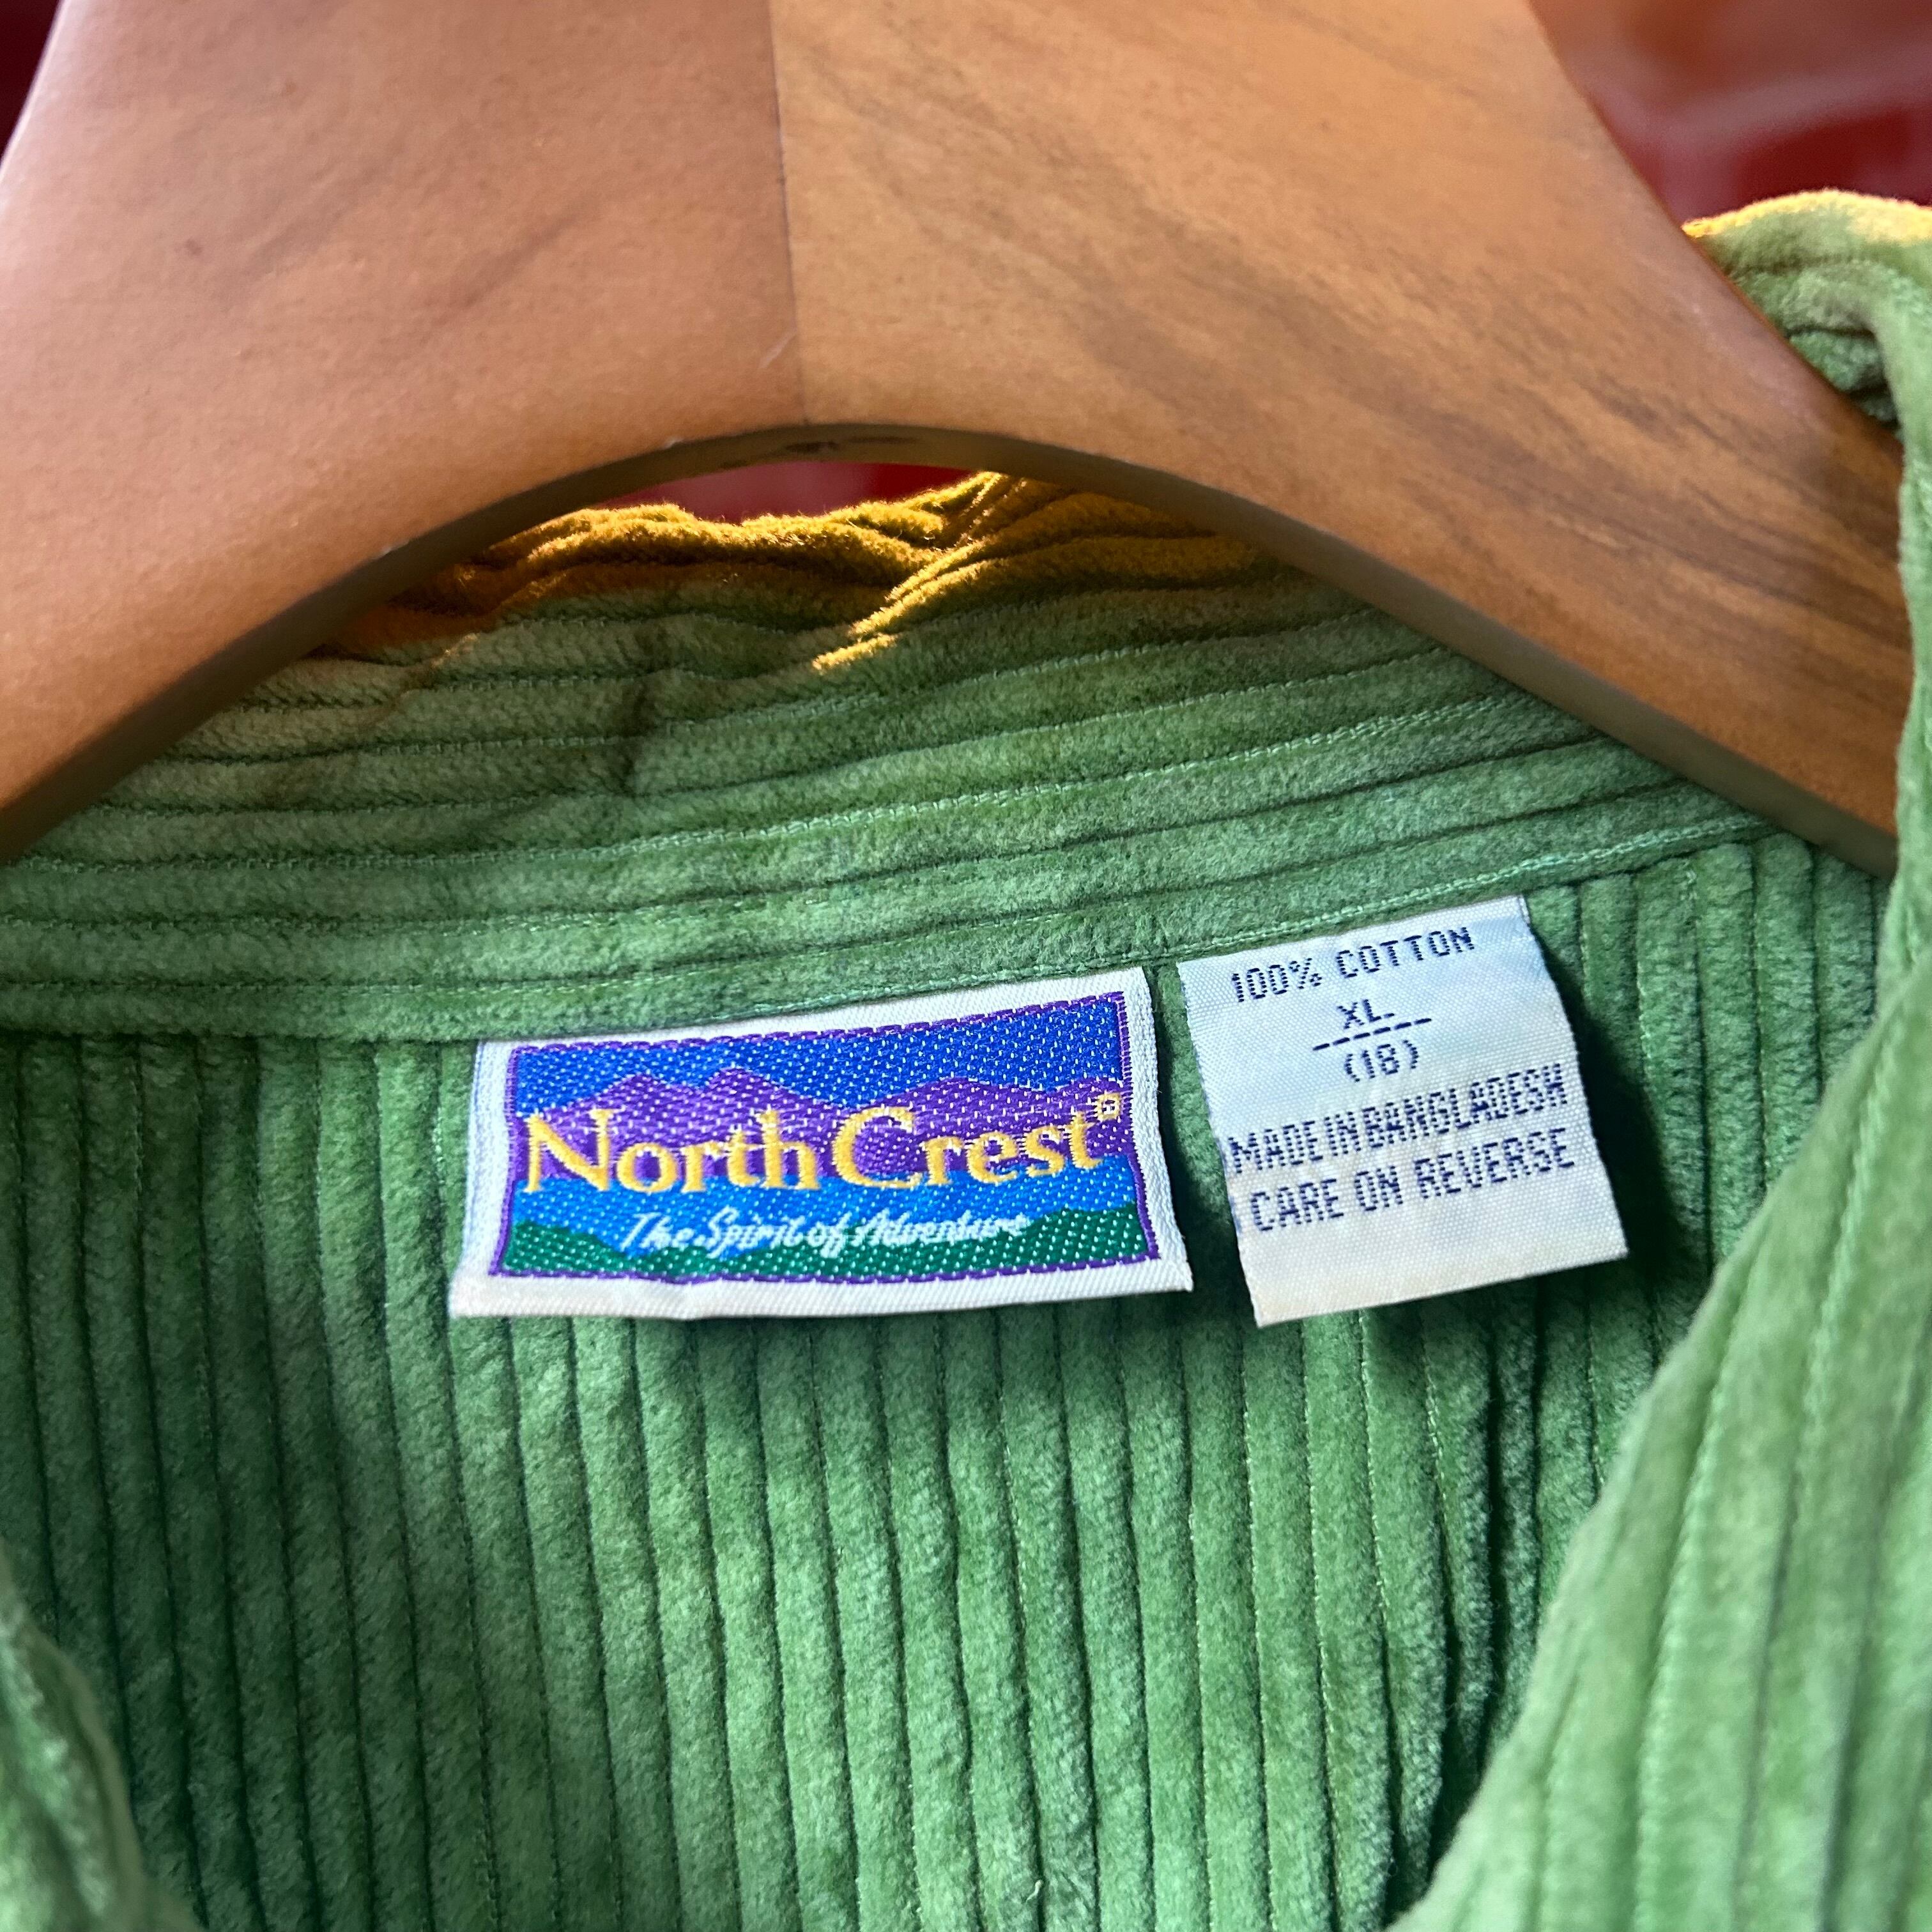 NorthCrest®
The Spirit of Adventure
100% COTTON
XL
(18)
MADE IN BANGLADESH
CARE ON REVERSE